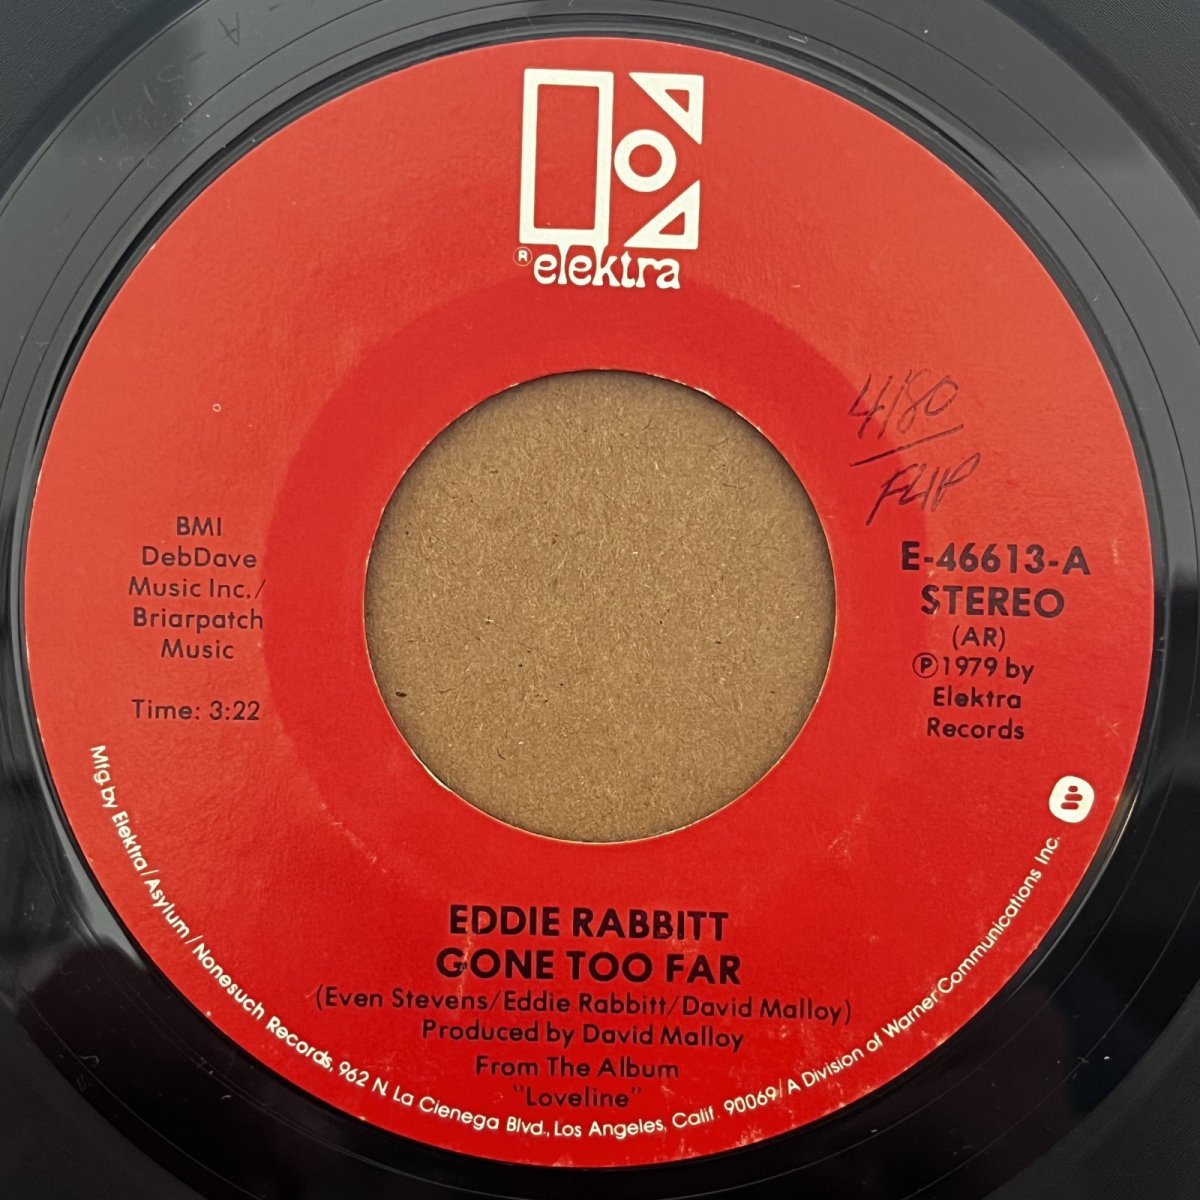 ® elektra
4/80
FLIP
BMI
DebDave
Music Inc./
Briarpatch
Music
Time: 3:22
E-46613-A
STEREO
(AR)
℗ 1979 by
Elektra
Records
EDDIE RABBITT
GONE TOO FAR
(Even Stevens/Eddie Rabbitt/David Malloy)
Produced by David Malloy
From The Album
"Loveline"
Mfg. by Elektra/Asylum/Nonesuch Records, 962 N. La Cienega Blvd., Los Angeles, Calif. 90069/A Division of Warner Communications Inc.